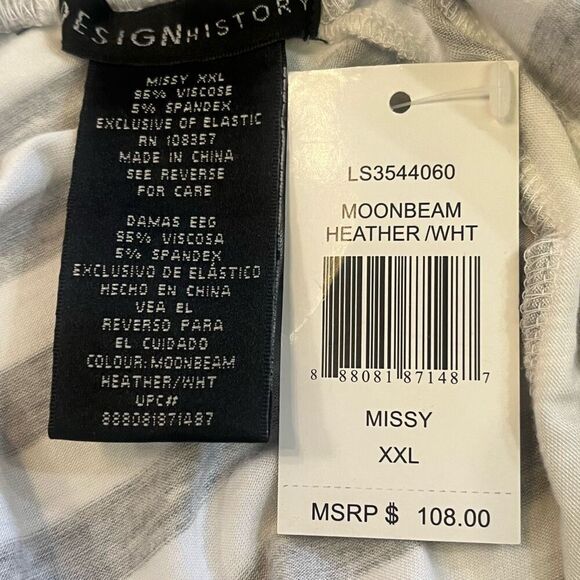 DESIGNHISTORY
MISSY XXL
95% VISCOSE
5% SPANDEX
EXCLUSIVE OF ELASTIC
RN 108357
MADE IN CHINA
SEE REVERSE
FOR CARE
DAMAS EEG
95% VISCOSA
5% SPANDEX
EXCLUSIVO DE ELÁSTICO
HECHO EN CHINA
VEA EL
REVERSO PARA
EL CUIDADO
COLOUR:MOONBEAM
HEATHER/WHT
UPC#
888081871487
LS3544060
MOONBEAM
HEATHER /WHT
8 88081 87148 7
MISSY
XXL
MSRP $ 108.00